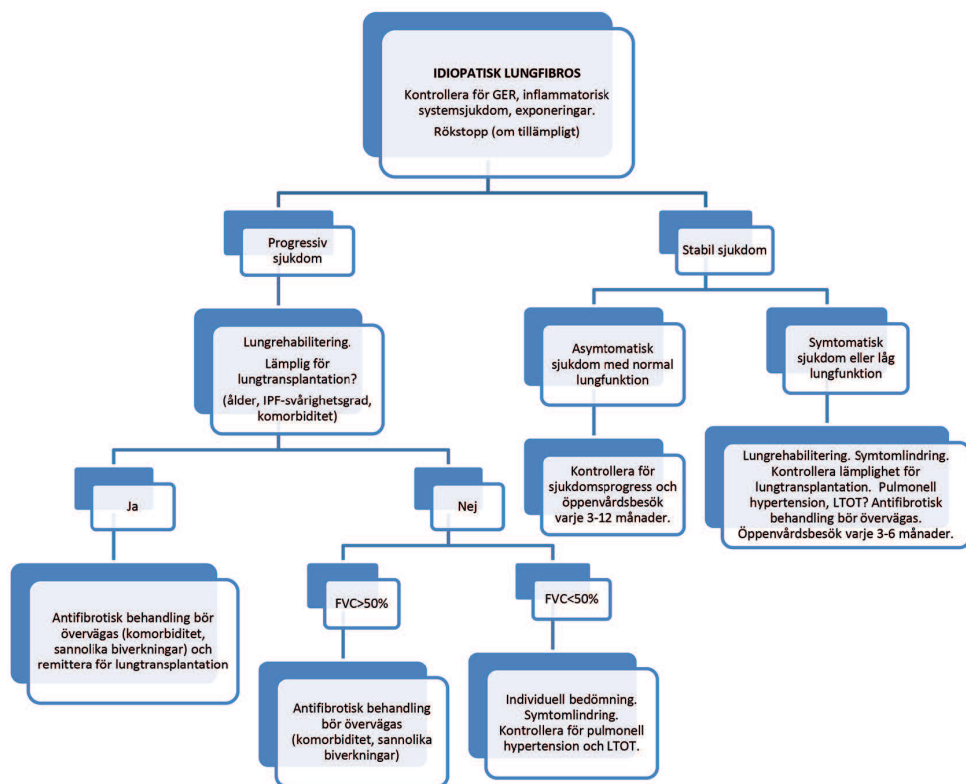 IDIOPATISK LUNGFIBROS
Kontrollera för GER, inflammatorisk
systemsjukdom, exponeringar.
Rökstopp (om tillämpligt)
Progressiv
sjukdom
Stabil sjukdom
Lungrehabilitering.
Lämplig för
lungtransplantation?
(ålder, IPF-svårighetsgrad,
komorbiditet)
Asymtomatisk
sjukdom med normal
lungfunktion
Symtomatisk
sjukdom eller låg
lungfunktion
Ja
Nej
Kontrollera för
sjukdomsprogress och
öppenvårdsbesök
varje 3-12 månader.
Lungrehabilitering. Symtomlindring.
Kontrollera lämplighet för
lungtransplantation. Pulmonell
hypertension, LTOT? Antifibrotisk
behandling bör övervägas.
Öppenvårdsbesök varje 3-6 månader.
Antifibrotisk behandling bör
övervägas (komorbiditet,
sannolika biverkningar) och
remittera för lungtransplantation
FVC>50%
FVC<50%
Antifibrotisk behandling
bör övervägas
(komorbiditet, sannolika
biverkningar)
Individuell bedömning.
Symtomlindring.
Kontrollera för pulmonell
hypertension och LTOT.